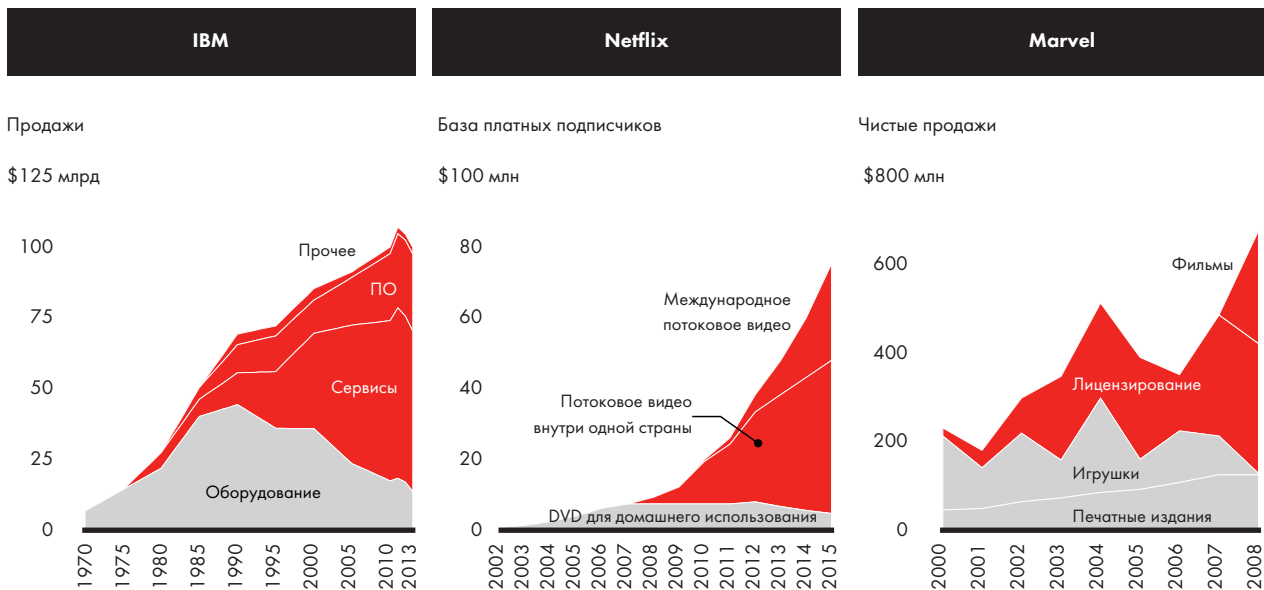 IBM
Продажи
$125 млрд
100
75
50
25
0
Прочее
ПО
Сервисы
Оборудование
1970
1975
1980
1985
1990
1995
2000
2005
2010
2013
Netflix
База платных подписчиков
$100 млн
80
60
40
20
0
Международное
потоковое видео
Потоковое видео
внутри одной страны
DVD для домашнего использования
2002
2003
2004
2005
2006
2007
2008
2009
2010
2011
2012
2013
2014
2015
Marvel
Чистые продажи
$800 млн
600
400
200
0
Фильмы
Лицензирование
Игрушки
Печатные издания
2000
2001
2002
2003
2004
2005
2006
2007
2008